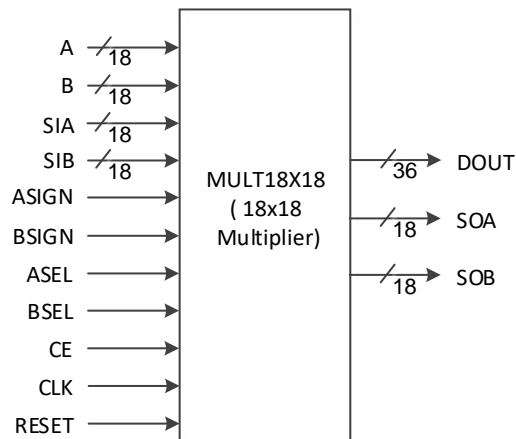 A
18
B
18
SIA
18
SIB
18
ASIGN
BSIGN
ASEL
BSEL
CE
CLK
RESET
MULT18X18
( 18x18
Multiplier)
36
DOUT
18
SOA
18
SOB